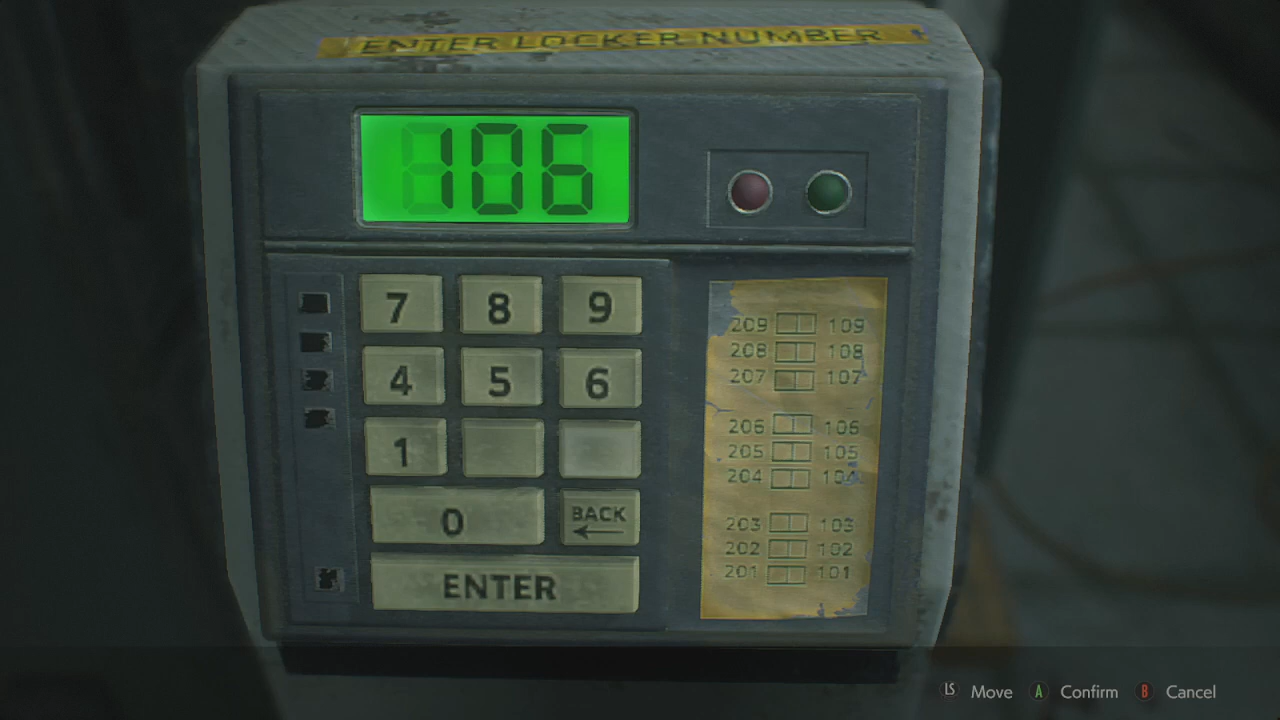 ENTER LOCKER NUMBER
106
7 8 9
4 5 6
1
0 BACK
ENTER
209 109
208 108
207 107
206 106
205 105
204 104
203 103
202 102
201 101
LS Move A Confirm B Cancel